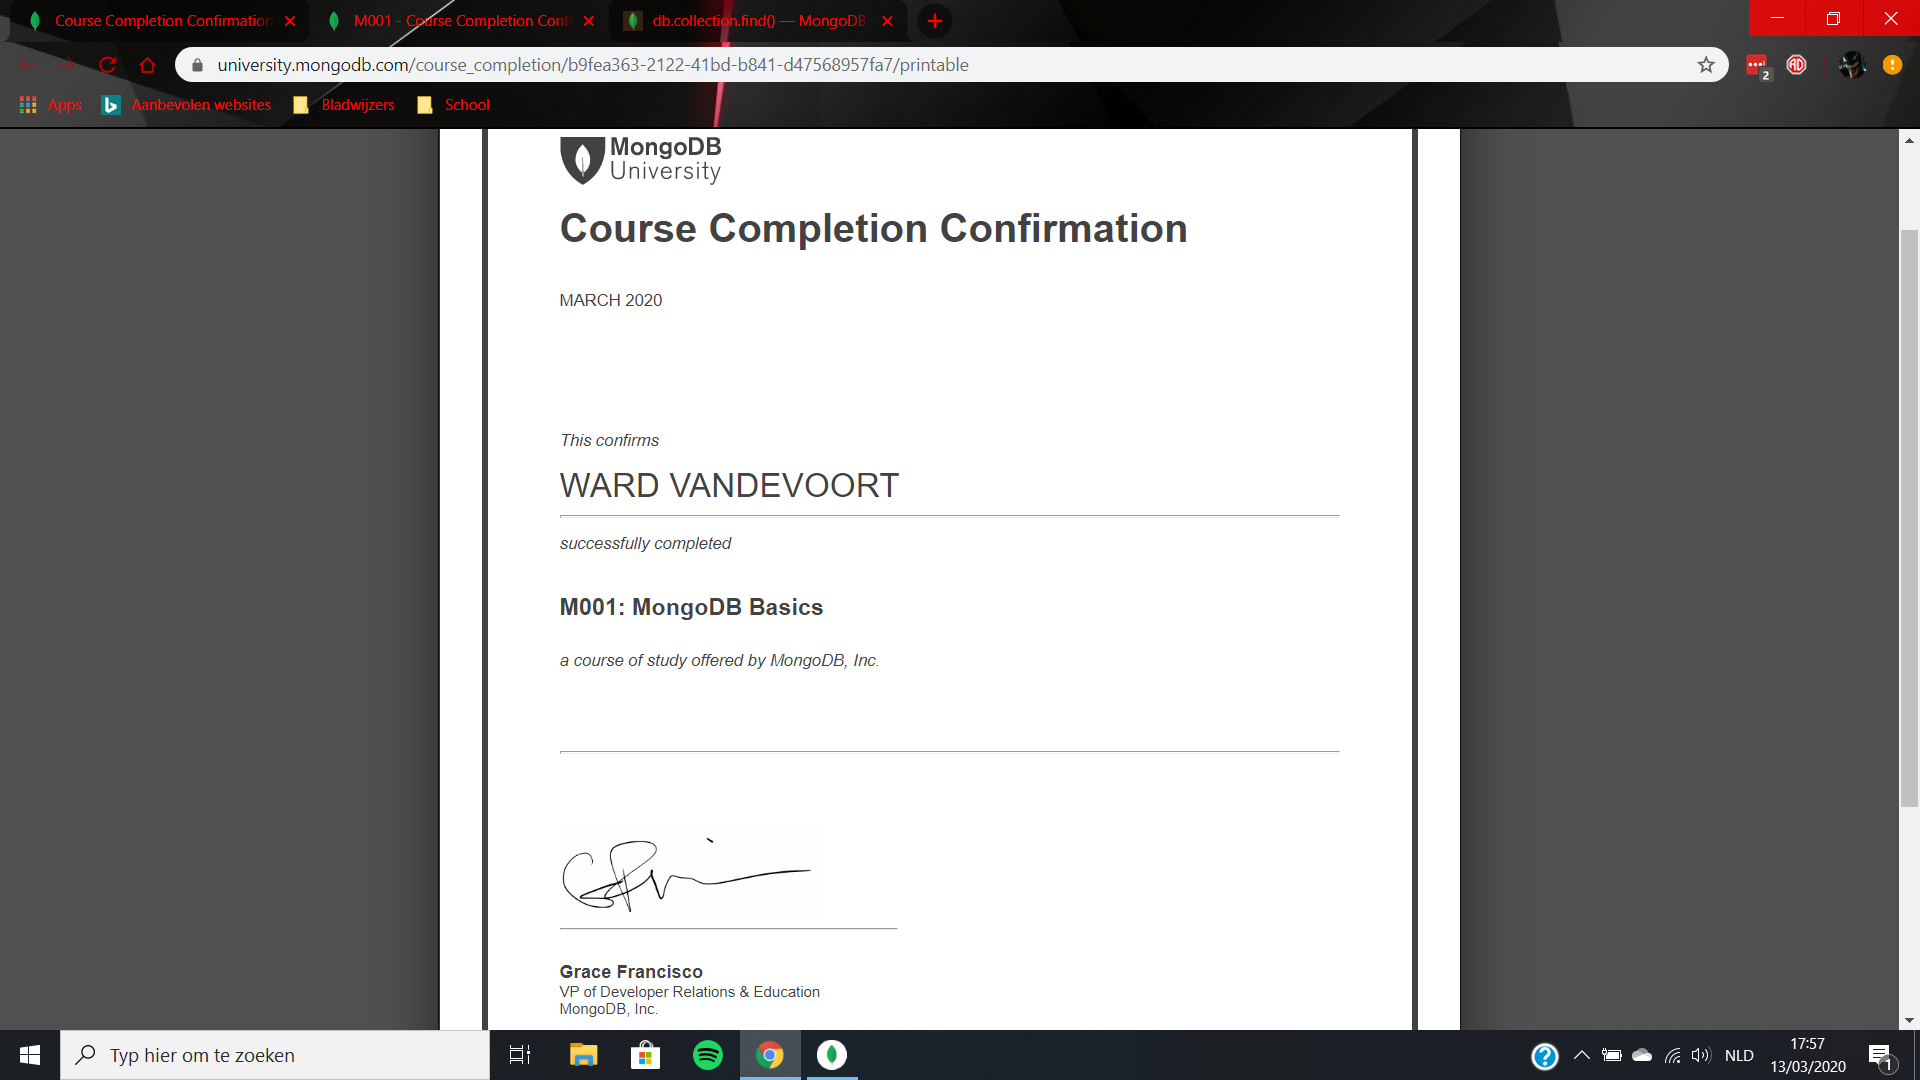 Course Completion Confirmation
M001 - Course Completion Confi
db.collection.find() — MongoDB
university.mongodb.com/course_completion/b9fea363-2122-41bd-b841-d47568957fa7/printable
2
Apps
Aanbevolen websites
Bladwijzers
School
MongoDB
University
Course Completion Confirmation
MARCH 2020
This confirms
WARD VANDEVOORT
successfully completed
M001: MongoDB Basics
a course of study offered by MongoDB, Inc.
Grace Francisco
VP of Developer Relations & Education
MongoDB, Inc.
Typ hier om te zoeken
NLD
17:57
13/03/2020
1